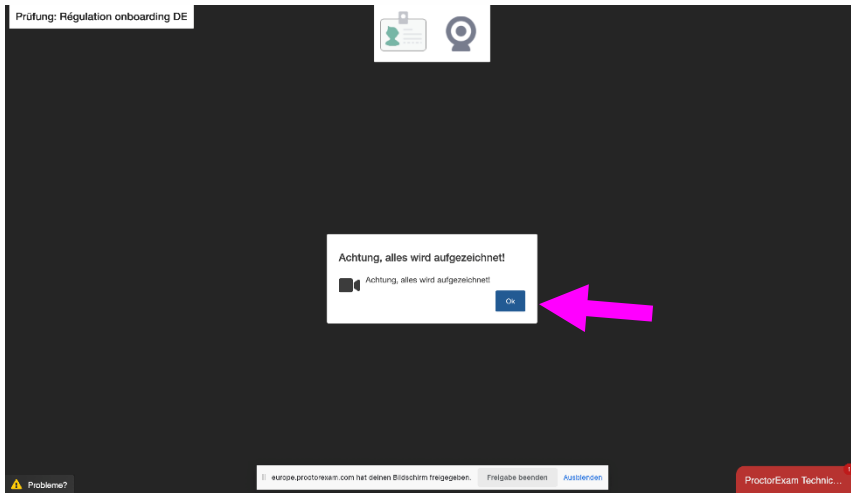 Prüfung: Régulation onboarding DE
Achtung, alles wird aufgezeichnet!
Achtung, alles wird aufgezeichnet!
Ok
europe.proctorexam.com hat deinen Bildschirm freigegeben. Freigabe beenden Ausblenden
Probleme?
ProctorExam Technic...
1